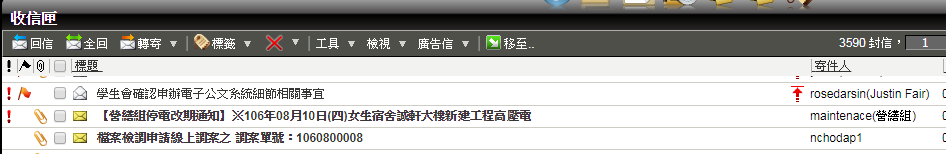 收信匣
回信 全回 轉寄 標籤 工具 檢視 廣告信 移至.. 3590 封信， 1
標題 寄件人
學生會確認申辦電子公文系統細節相關事宜 rosedarsin(Justin Fair)
【營繕組停電改期通知】※106年08月10日(四)女生宿舍誠軒大樓新建工程高壓電 maintenace(營繕組)
檔案檢調申請線上調案之 調案單號：1060800008 nchodap1